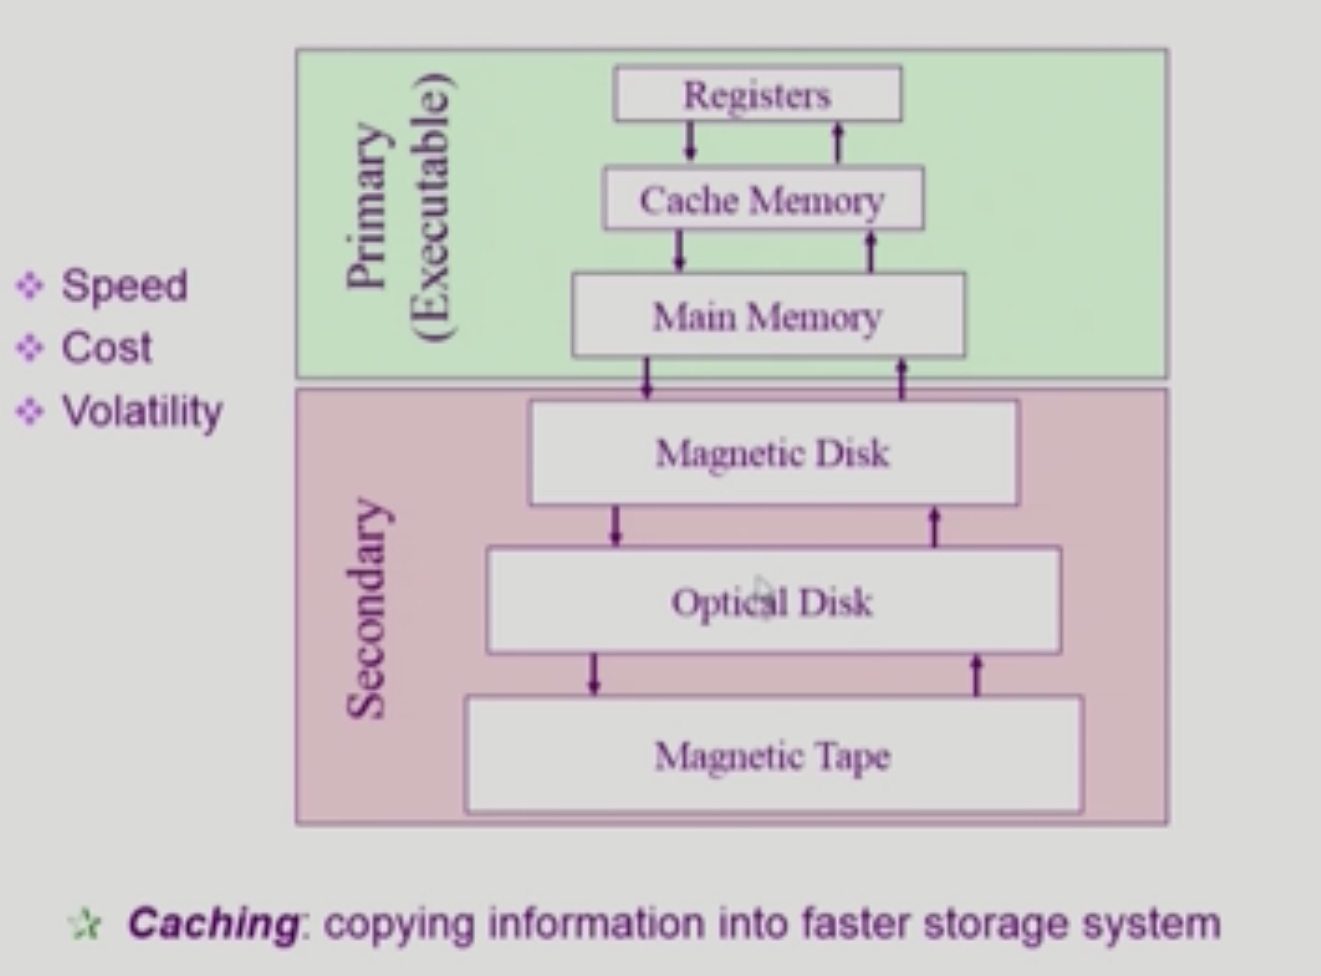 Primary
(Executable)
Registers
Cache Memory
Main Memory
Speed
Cost
Volatility
Secondary
Magnetic Disk
Optical Disk
Magnetic Tape
Caching: copying information into faster storage system